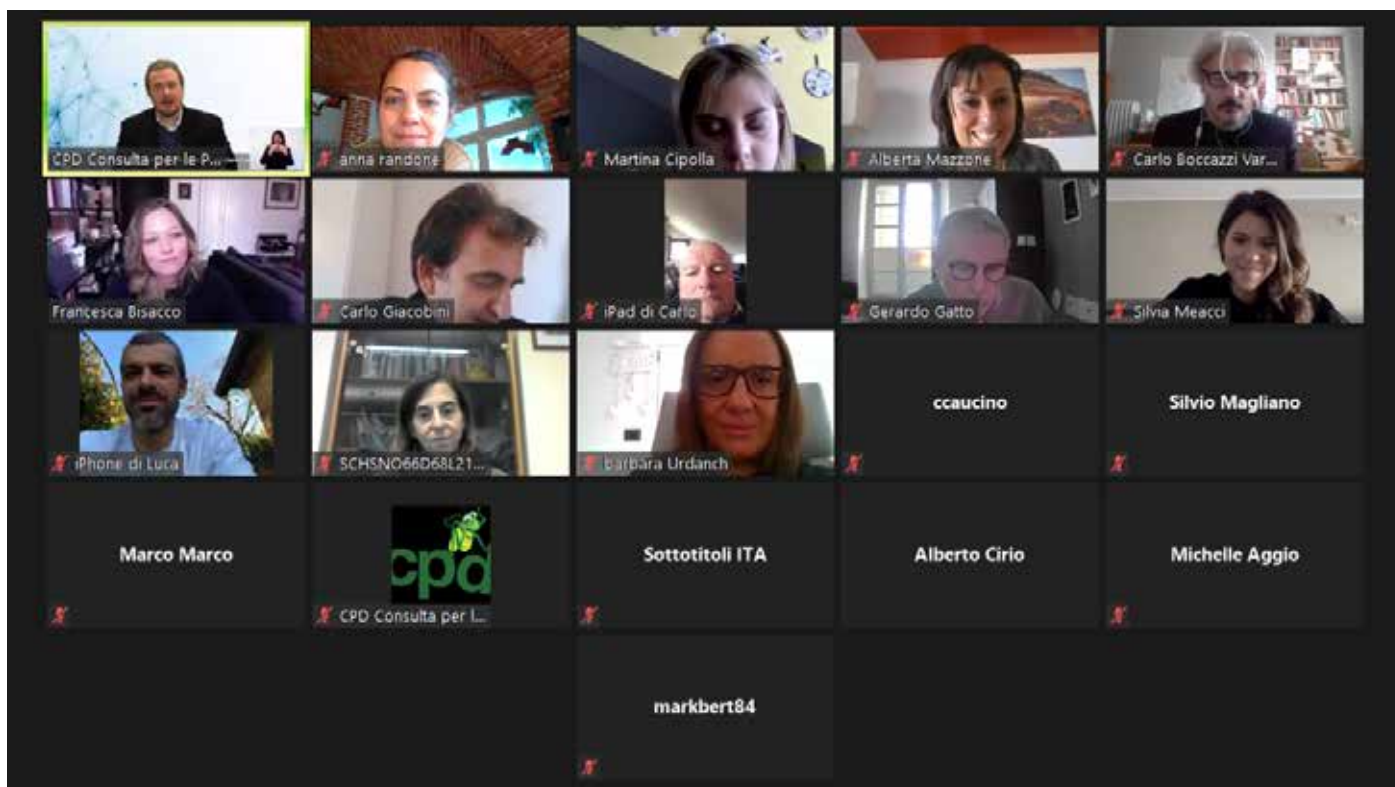 CPD Consulta per le P...
anna randone
Martina Cipolla
Alberta Mazzone
Carlo Boccazzi Var...
Francesca Bisacco
Carlo Giacobini
iPad di Carlo
Gerardo Gatto
Silvia Meacci
iPhone di Luca
SCHSNO66D68L21...
barbara Urdanch
ccaucino
Silvio Magliano
Marco Marco
cpd
CPD Consulta per l...
Sottotitoli ITA
Alberto Cirio
Michelle Aggio
markbert84